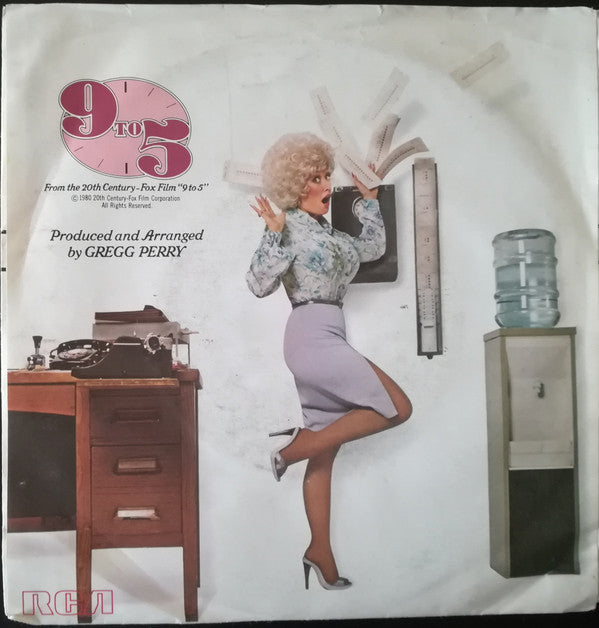 9 TO 5
From the 20th Century-Fox Film "9 to 5"
© 1980 20th Century-Fox Film Corporation
All Rights Reserved.
Produced and Arranged
by GREGG PERRY
RCA